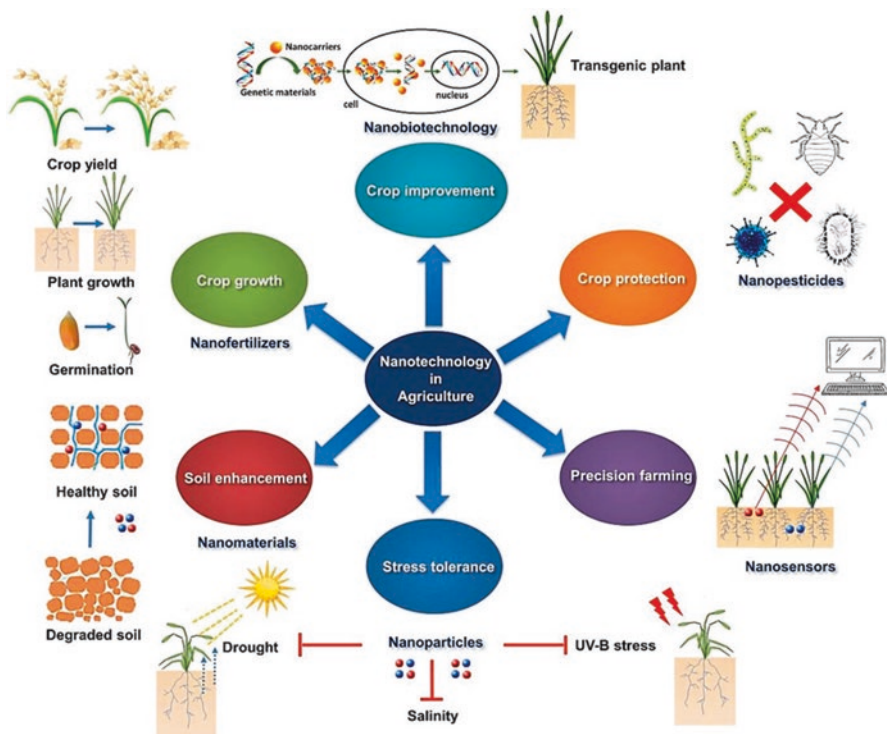 Nanocarriers
Genetic materials
cell
nucleus
Transgenic plant
Nanobiotechnology
Crop yield
Crop improvement
Plant growth
Crop growth
Crop protection
Nanopesticides
Nanofertilizers
Germination
Nanotechnology
in
Agriculture
Healthy soil
Soil enhancement
Precision farming
Nanomaterials
Nanosensors
Stress tolerance
Degraded soil
Drought
Nanoparticles
UV-B stress
Salinity